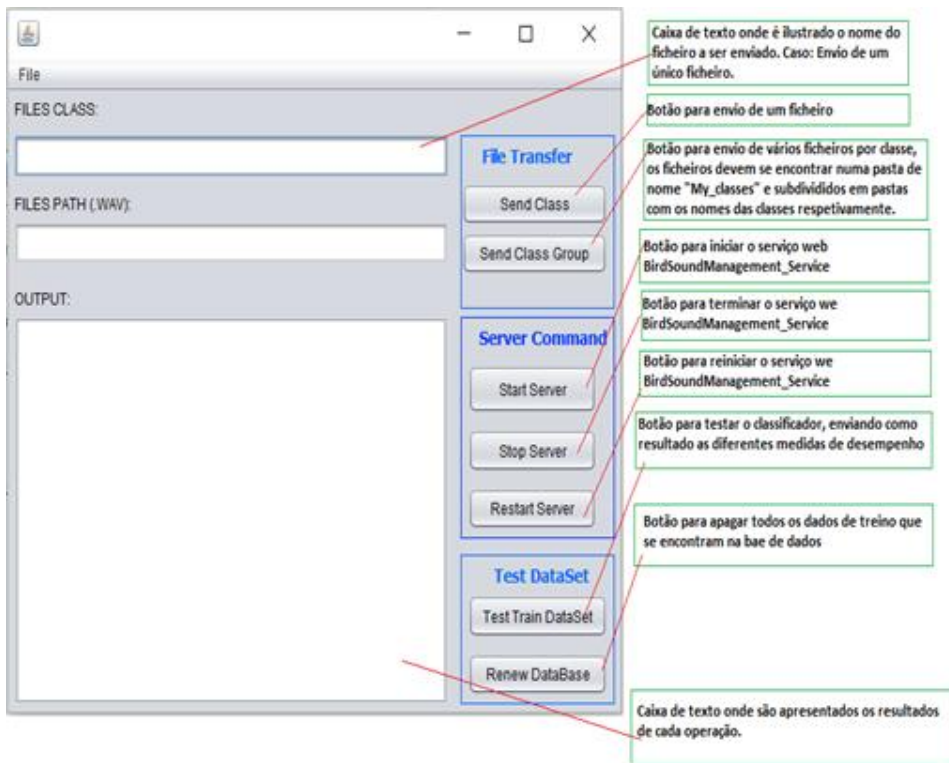 File
FILES CLASS:
FILES PATH (.WAV):
OUTPUT:
File Transfer
Send Class
Send Class Group
Server Command
Start Server
Stop Server
Restart Server
Test DataSet
Test Train DataSet
Renew DataBase
Caixa de texto onde é ilustrado o nome do
ficheiro a ser enviado. Caso: Envio de um
único ficheiro.
Botão para envio de um ficheiro
Botão para envio de vários ficheiros por classe,
os ficheiros devem se encontrar numa pasta de
nome "My_classes" e subdivididos em pastas
com os nomes das classes respetivamente.
Botão para iniciar o serviço web
BirdSoundManagement_Service
Botão para terminar o serviço we
BirdSoundManagement_Service
Botão para reiniciar o serviço we
BirdSoundManagement_Service
Botão para testar o classificador, enviando como
resultado as diferentes medidas de desempenho
Botão para apagar todos os dados de treino que
se encontram na bae de dados
Caixa de texto onde são apresentados os resultados
de cada operação.